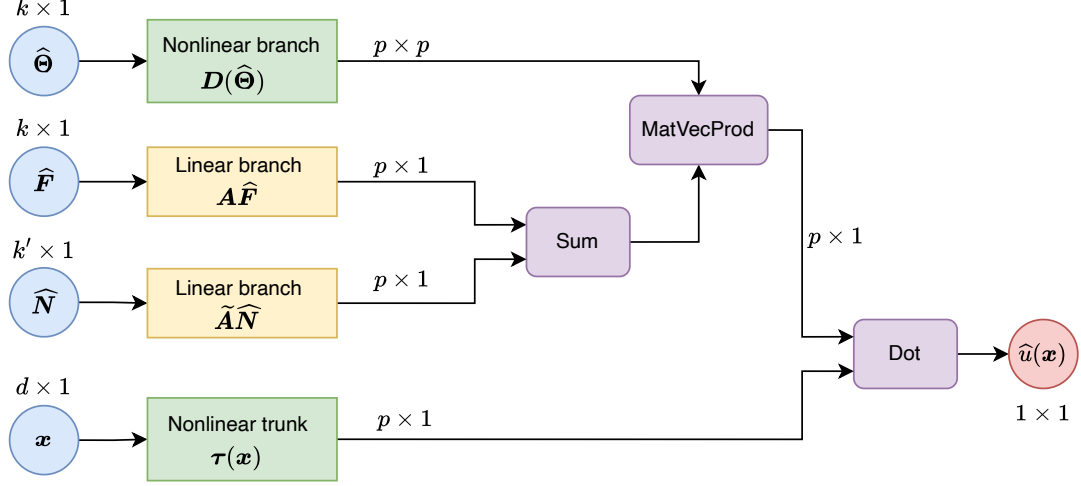 k × 1
Θ̂
Nonlinear branch
D(Θ̂)
p × p
MatVecProd
k × 1
F̂
Linear branch
AF̂
p × 1
Sum
k′ × 1
N̂
Linear branch
ÃN̂
p × 1
p × 1
d × 1
x
Nonlinear trunk
τ(x)
p × 1
Dot
û(x)
1 × 1